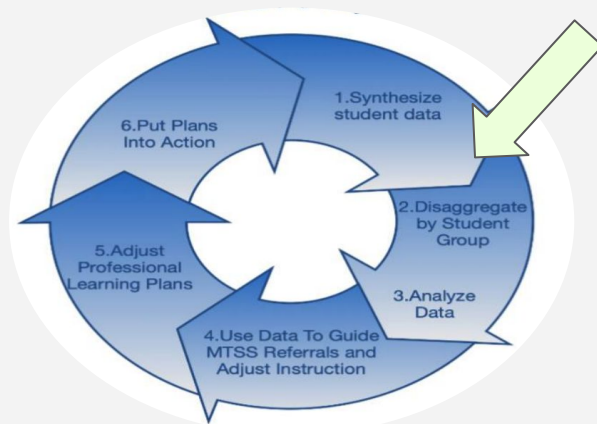 1.Synthesize
student data
2.Disaggregate
by Student
Group
3.Analyze
Data
4.Use Data To Guide
MTSS Referrals and
Adjust Instruction
5.Adjust
Professional
Learning Plans
6.Put Plans
Into Action